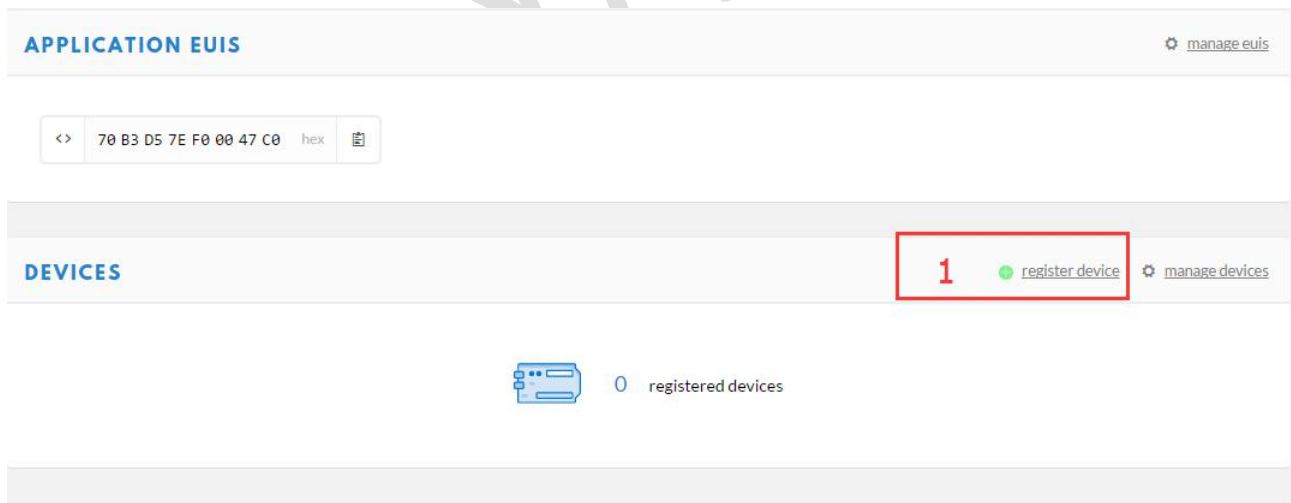 APPLICATION EUIS manage euis
<> 70 B3 D5 7E F0 00 47 C0 hex
DEVICES 1 register device manage devices
0 registered devices